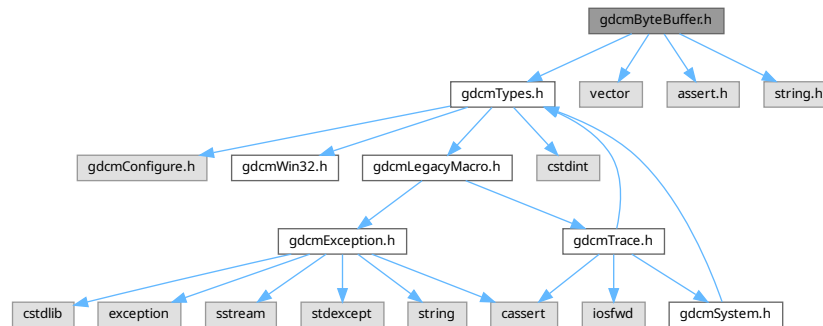 gdcmByteBuffer.h
gdcmTypes.h
vector
assert.h
string.h
gdcmConfigure.h
gdcmWin32.h
gdcmLegacyMacro.h
cstdint
gdcmException.h
gdcmTrace.h
cstdlib
exception
sstream
stdexcept
string
cassert
iosfwd
gdcmSystem.h